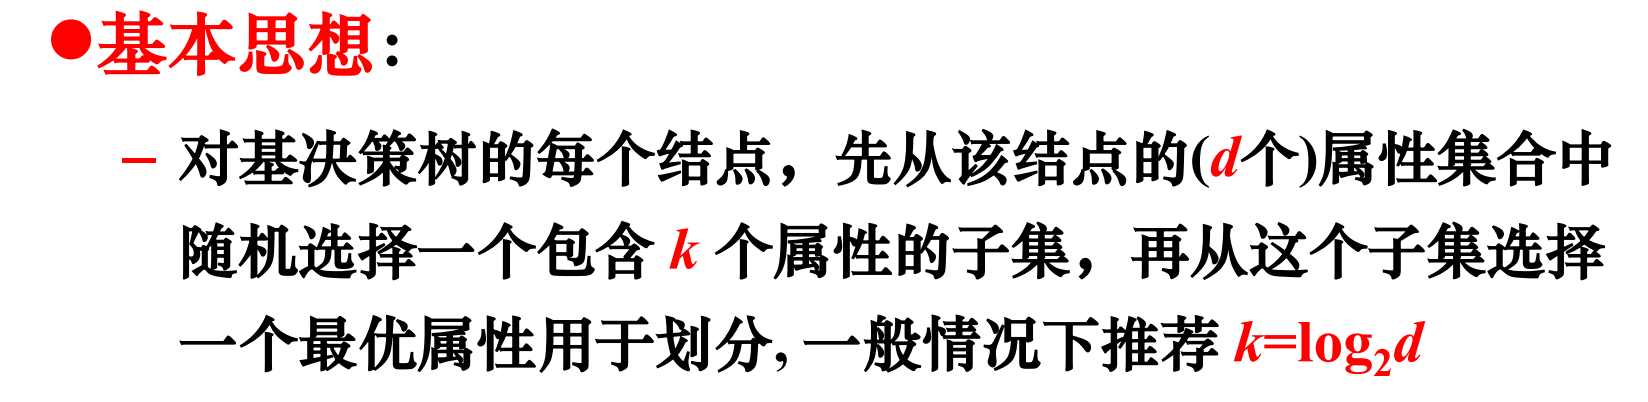 ●基本思想：
– 对基决策树的每个结点，先从该结点的(d个)属性集合中
随机选择一个包含 k 个属性的子集，再从这个子集选择
一个最优属性用于划分, 一般情况下推荐 k=log₂d